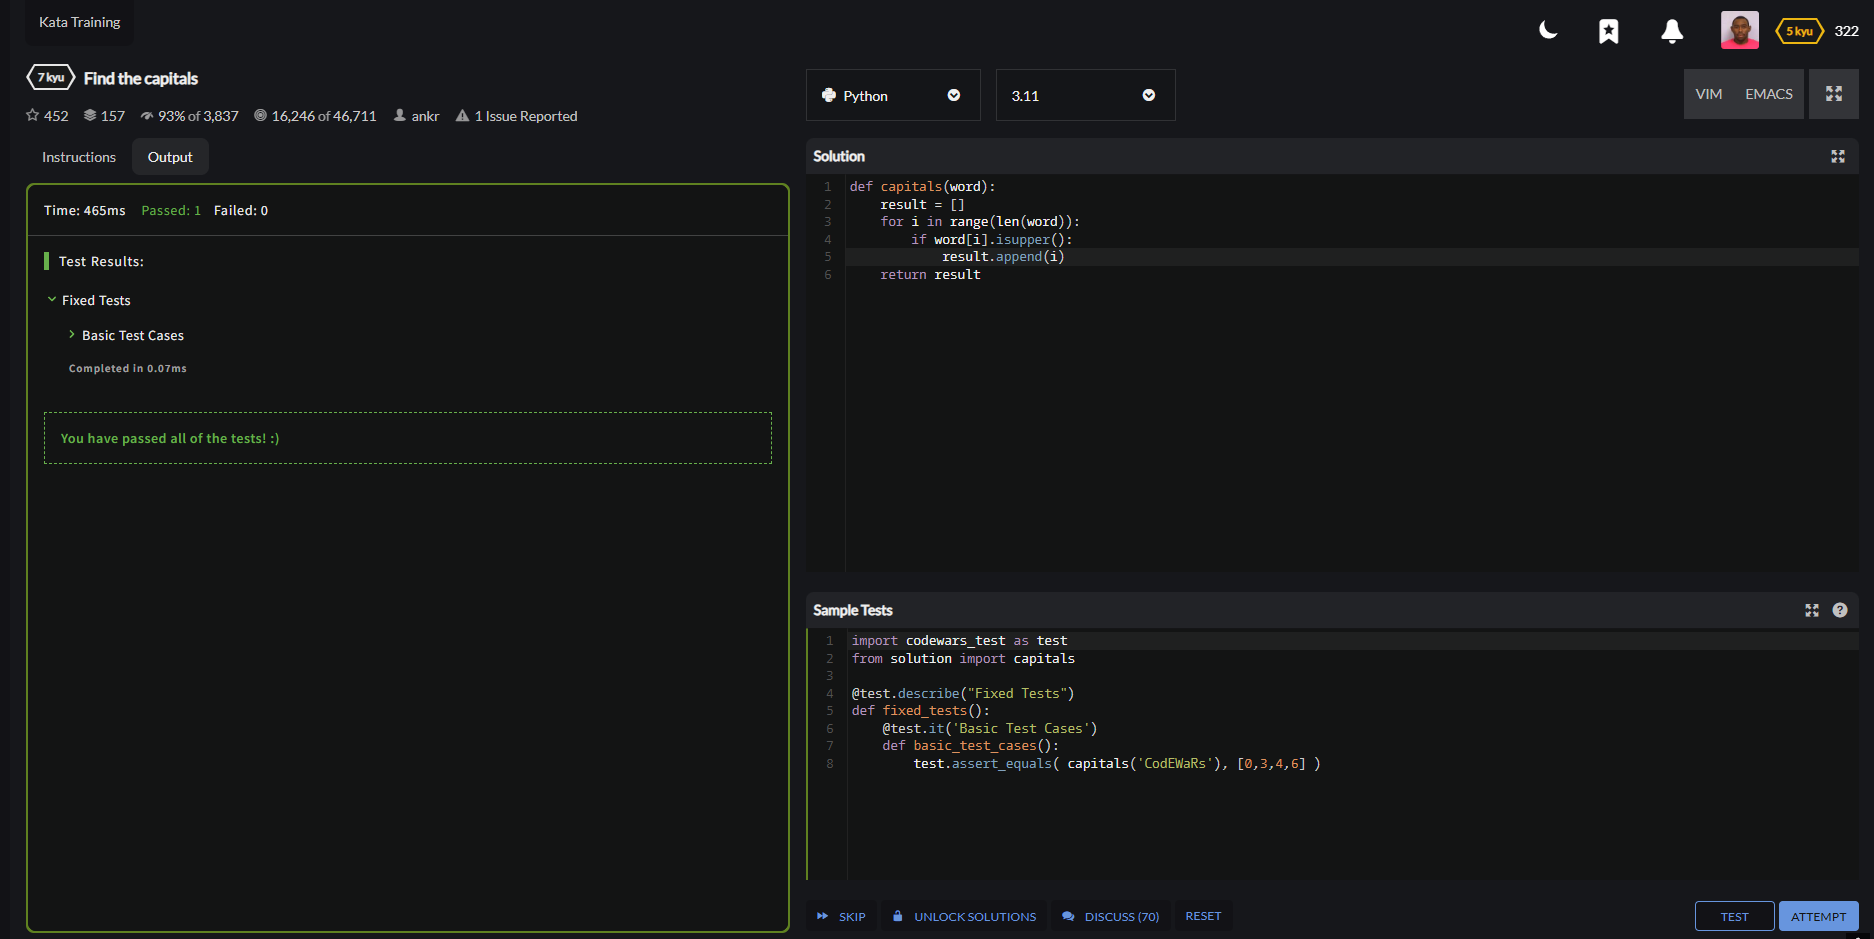 Kata Training
5 kyu 322
7 kyu Find the capitals
452 157 93% of 3,837 16,246 of 46,711 ankr 1 Issue Reported
Instructions Output
Time: 465ms Passed: 1 Failed: 0
Test Results:
Fixed Tests
Basic Test Cases
Completed in 0.07ms
You have passed all of the tests! :)
Python 3.11 VIM EMACS
Solution
1 def capitals(word):
2     result = []
3     for i in range(len(word)):
4         if word[i].isupper():
5             result.append(i)
6     return result
Sample Tests ?
1 import codewars_test as test
2 from solution import capitals
3
4 @test.describe("Fixed Tests")
5 def fixed_tests():
6     @test.it('Basic Test Cases')
7     def basic_test_cases():
8         test.assert_equals( capitals('CodEWaRs'), [0,3,4,6] )
SKIP UNLOCK SOLUTIONS DISCUSS (70) RESET TEST ATTEMPT